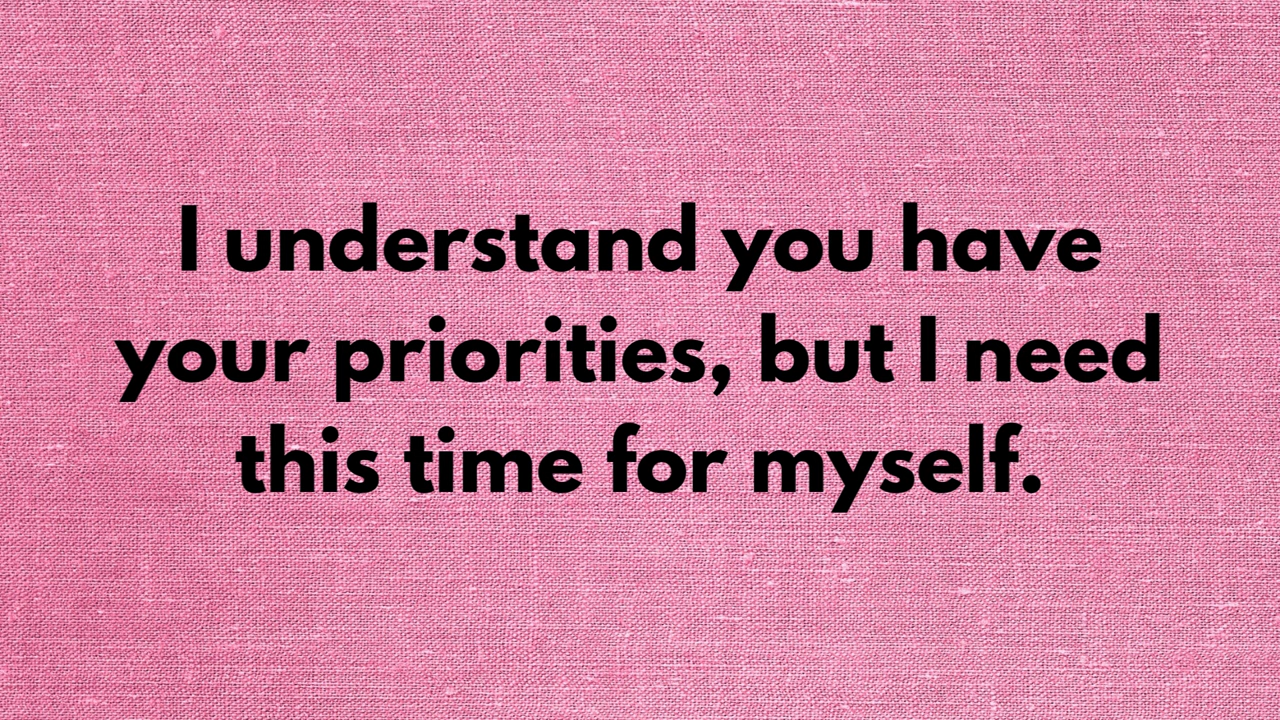 I understand you have
your priorities, but I need
this time for myself.